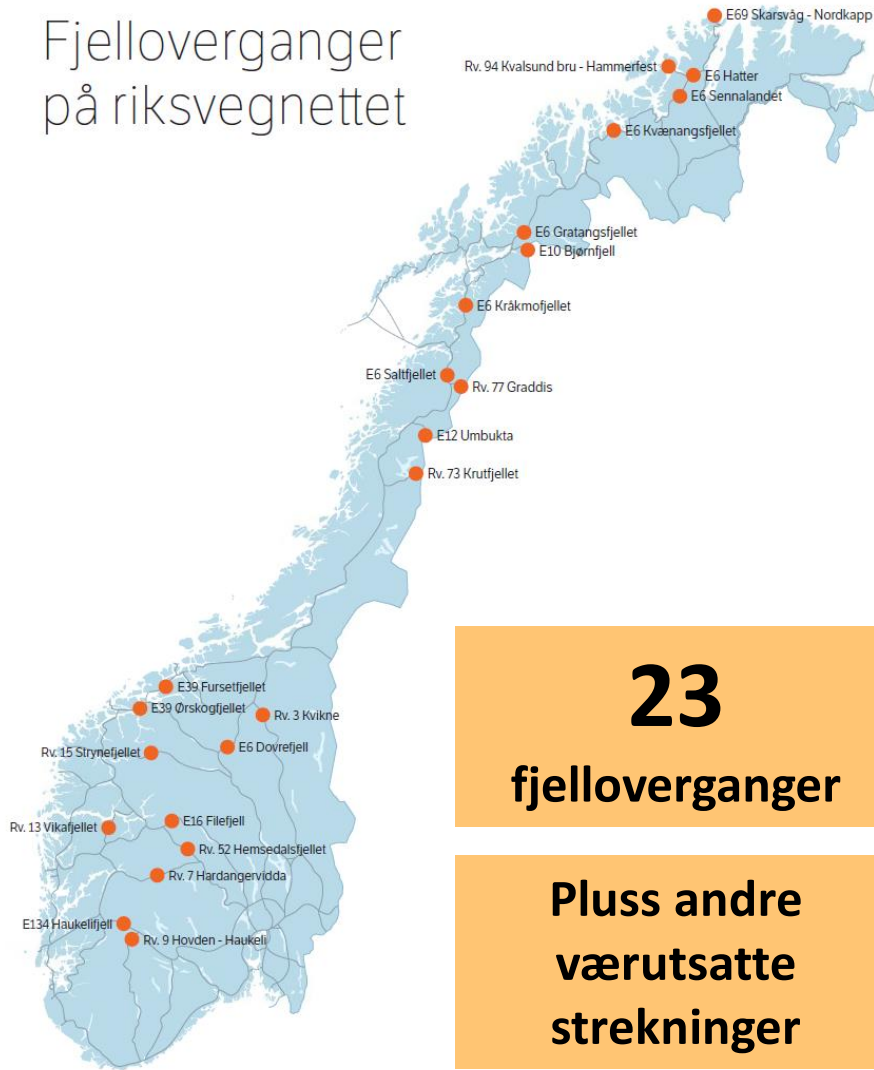 Fjelloverganger
på riksvegnettet
E69 Skarsvåg - Nordkapp
Rv. 94 Kvalsund bru - Hammerfest
E6 Hatter
E6 Sennalandet
E6 Kvænangsfjellet
E6 Gratangsfjellet
E10 Bjørnfjell
E6 Kråkmofjellet
E6 Saltfjellet
Rv. 77 Graddis
E12 Umbukta
Rv. 73 Krutfjellet
E39 Fursetfjellet
E39 Ørskogfjellet
Rv. 3 Kvikne
Rv. 15 Strynefjellet
E6 Dovrefjell
E16 Filefjell
Rv. 13 Vikafjellet
Rv. 52 Hemsedalsfjellet
Rv. 7 Hardangervidda
E134 Haukelifjell
Rv. 9 Hovden - Haukeli
23
fjelloverganger
Pluss andre
værutsatte
strekninger